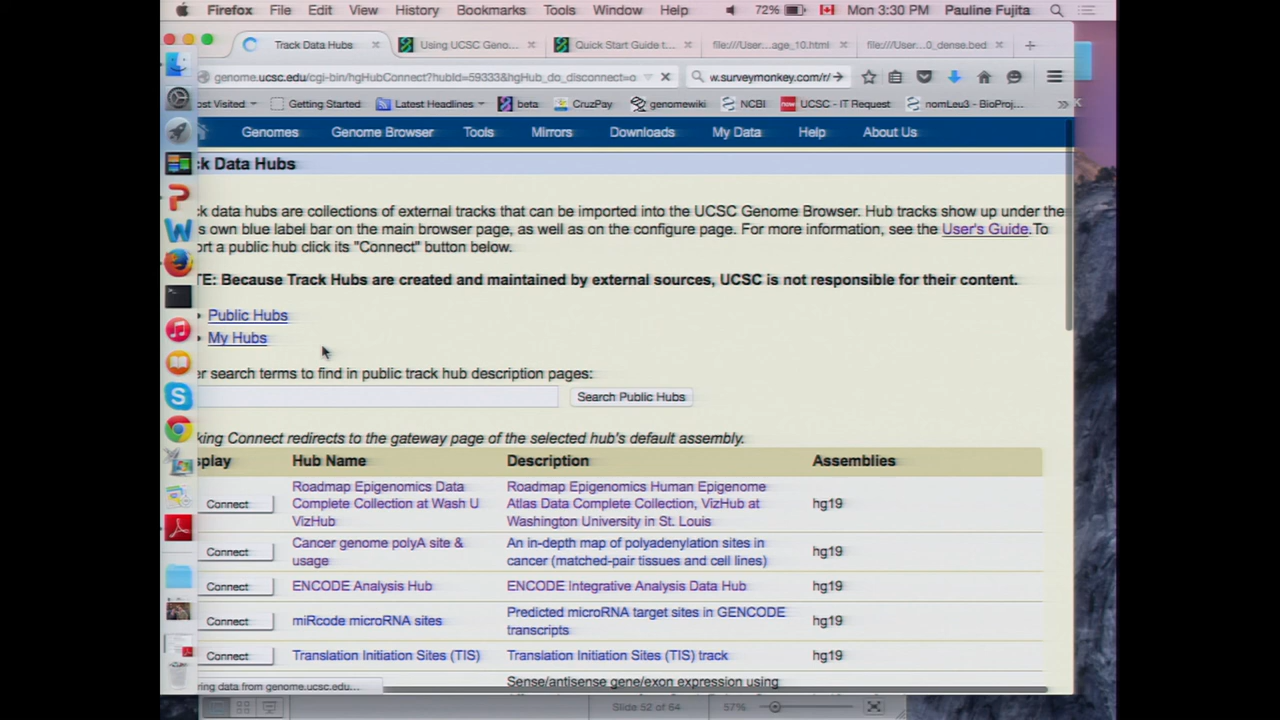 Firefox File Edit View History Bookmarks Tools Window Help 72% Mon 3:30 PM Pauline Fujita
Track Data Hubs Using UCSC Geno... Quick Start Guide t... file:///User...age_10.html file:///User...0_dense.bed
genome.ucsc.edu/cgi-bin/hgHubConnect?hubId=59333&hgHub_do_disconnect=o w.surveymonkey.com/r/
ost Visited Getting Started Latest Headlines beta CruzPay genomewiki NCBI UCSC - IT Request nomLeu3 - BioProj...
Genomes Genome Browser Tools Mirrors Downloads My Data Help About Us
ck Data Hubs
ck data hubs are collections of external tracks that can be imported into the UCSC Genome Browser. Hub tracks show up under the
s own blue label bar on the main browser page, as well as on the configure page. For more information, see the User's Guide.To
ort a public hub click its "Connect" button below.
TE: Because Track Hubs are created and maintained by external sources, UCSC is not responsible for their content.
Public Hubs
My Hubs
er search terms to find in public track hub description pages:
Search Public Hubs
king Connect redirects to the gateway page of the selected hub's default assembly.
splay Hub Name Description Assemblies
Roadmap Epigenomics Data Roadmap Epigenomics Human Epigenome
Connect Complete Collection at Wash U Atlas Data Complete Collection, VizHub at hg19
VizHub Washington University in St. Louis
Cancer genome polyA site & An in-depth map of polyadenylation sites in
Connect usage cancer (matched-pair tissues and cell lines) hg19
Connect ENCODE Analysis Hub ENCODE Integrative Analysis Data Hub hg19
Connect miRcode microRNA sites Predicted microRNA target sites in GENCODE hg19
transcripts
Connect Translation Initiation Sites (TIS) Translation Initiation Sites (TIS) track hg19
Sense/antisense gene/exon expression using
ring data from genome.ucsc.edu...
Slide 52 of 64 57%